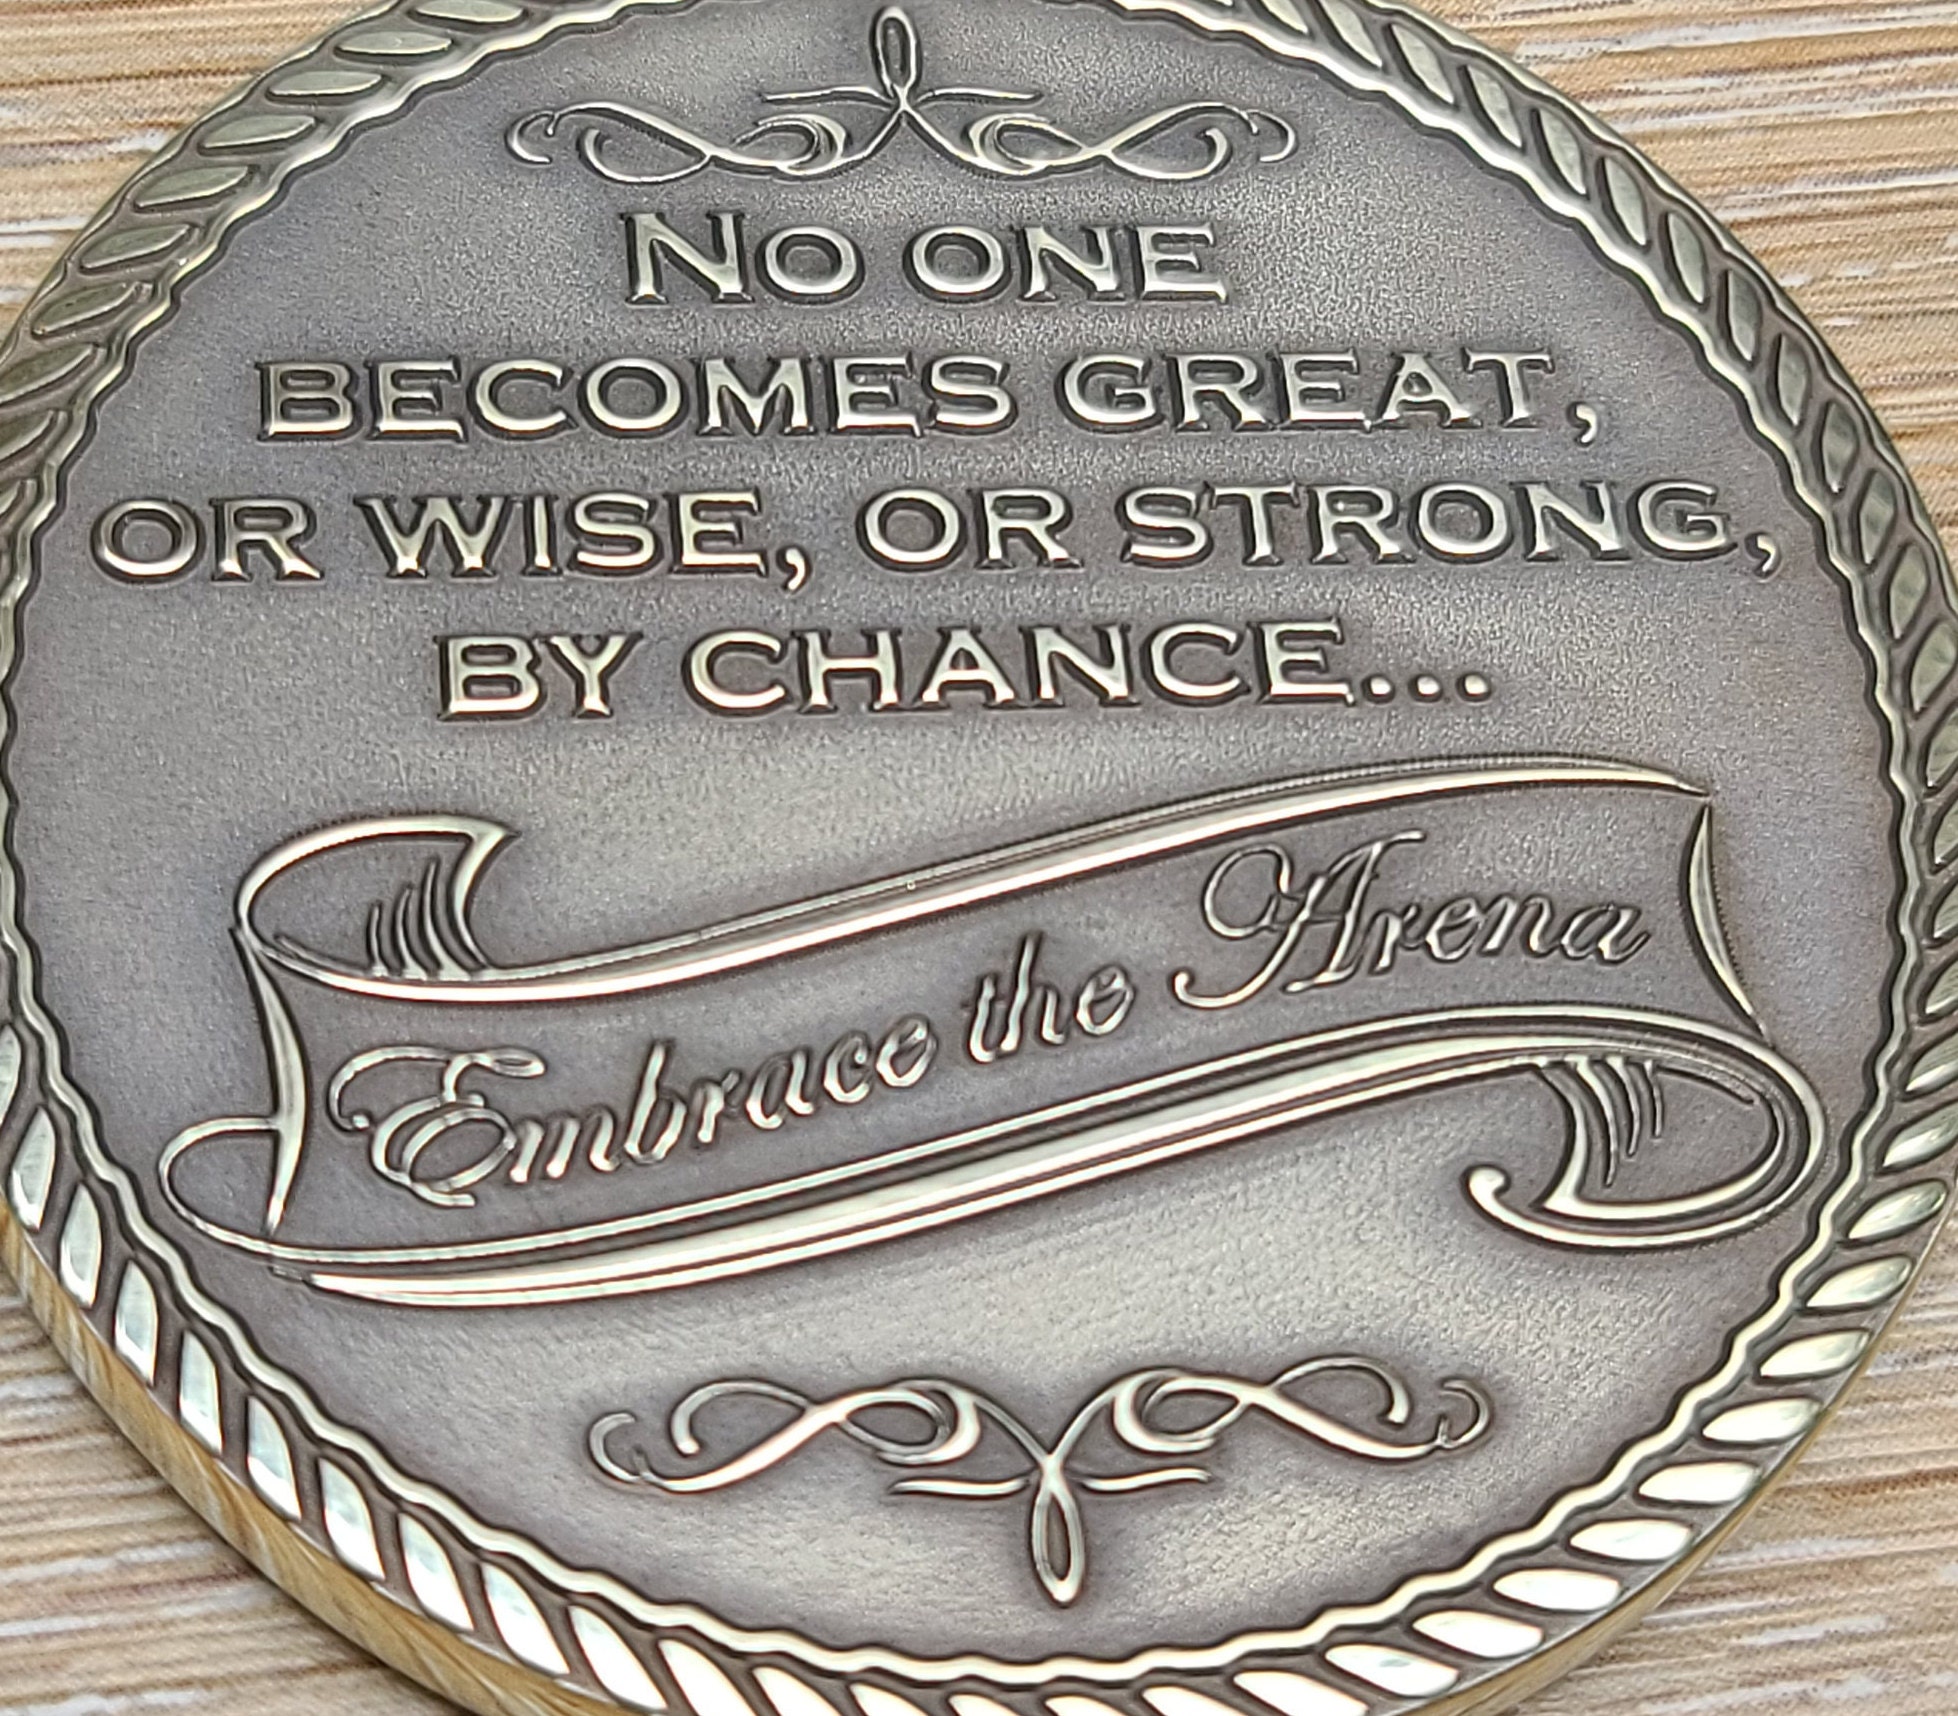 No one
becomes great,
or wise, or strong,
by chance...
Embrace the Arena